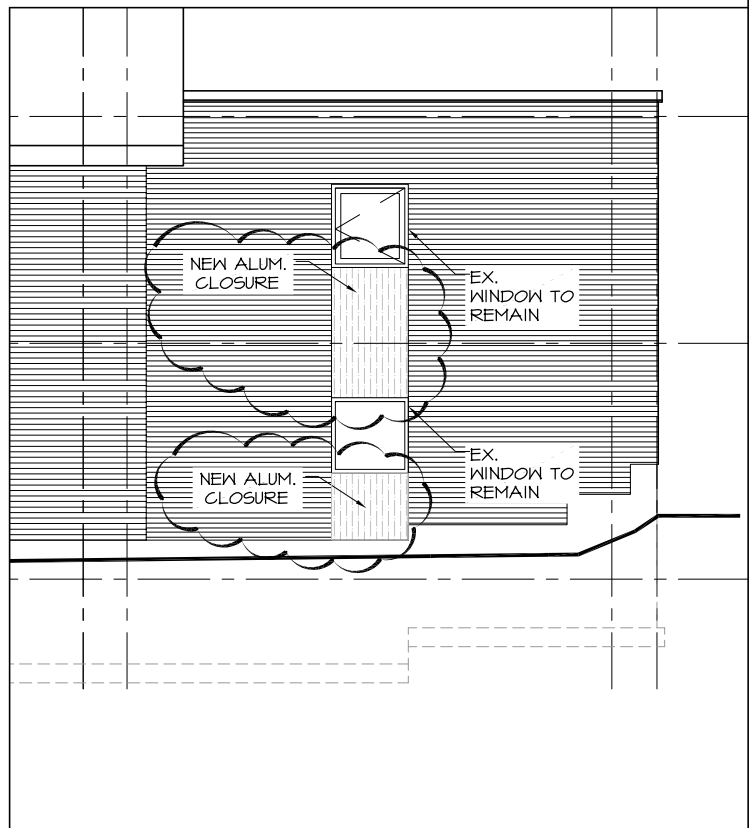 NEW ALUM.
CLOSURE
EX.
WINDOW TO
REMAIN
NEW ALUM.
CLOSURE
EX.
WINDOW TO
REMAIN